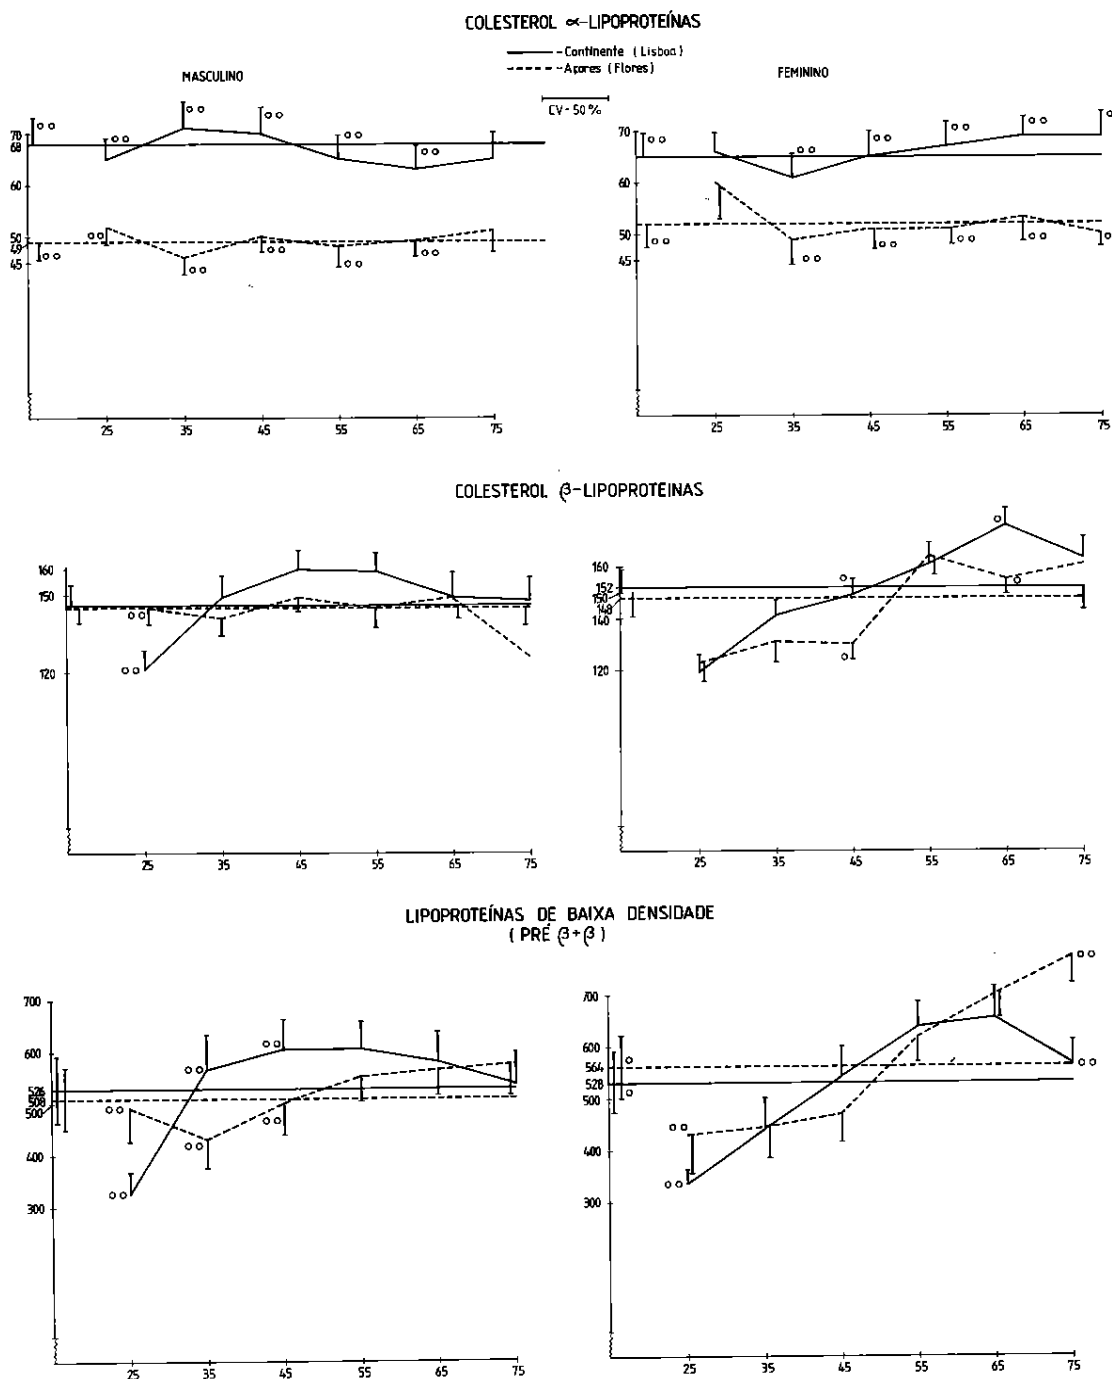 COLESTEROL ∝-LIPOPROTEÍNAS
- Continente (Lisboa)
- Açores (Flores)
MASCULINO
FEMININO
CV-50%
70
68
60
50
49
45
25 35 45 55 65 75
70
65
60
50
45
25 35 45 55 65 75
COLESTEROL β-LIPOPROTEINAS
160
150
120
25 35 45 55 65 75
160
152
150
148
140
120
25 35 45 55 65 75
LIPOPROTEÍNAS DE BAIXA DENSIDADE
(PRÉ β+β)
700
600
526
508
500
400
300
25 35 45 55 65 75
700
600
564
528
500
400
300
25 35 45 55 65 75